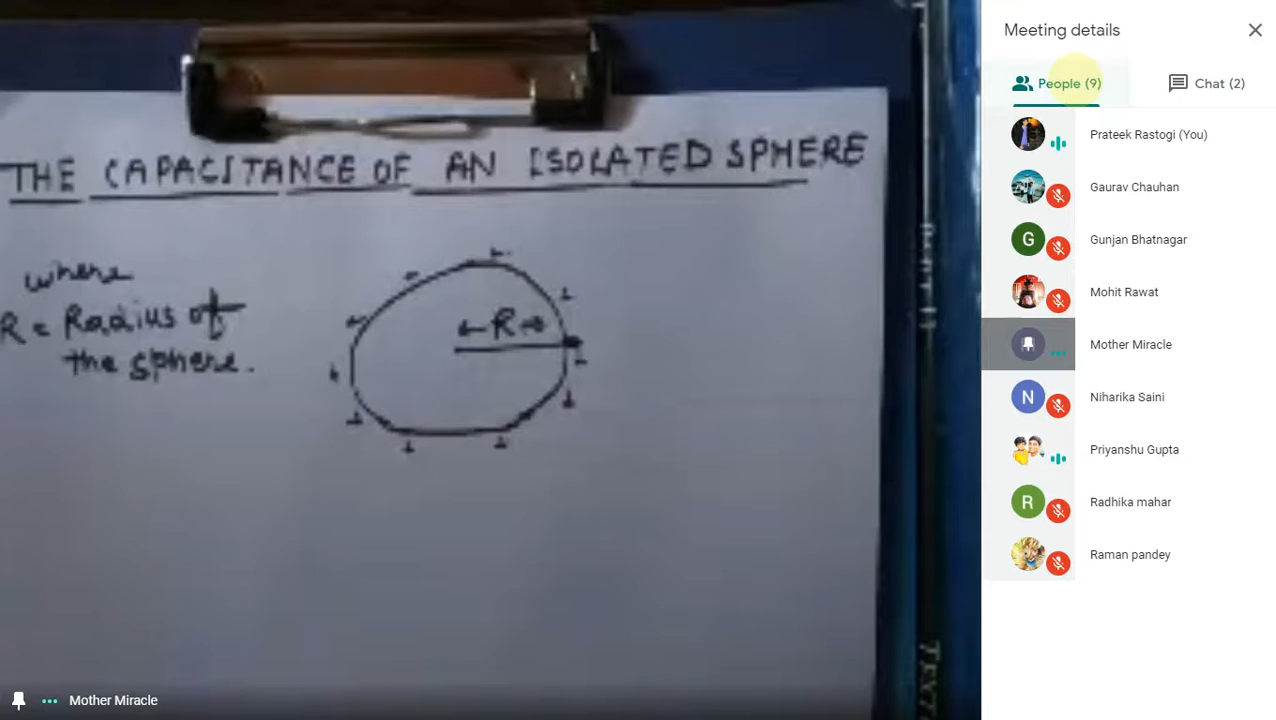 THE CAPACITANCE OF AN ISOLATED SPHERE
where
R = Radius of
the sphere.
R
Mother Miracle
Meeting details
People (9)
Chat (2)
Prateek Rastogi (You)
Gaurav Chauhan
G
Gunjan Bhatnagar
Mohit Rawat
Mother Miracle
N
Niharika Saini
Priyanshu Gupta
R
Radhika mahar
Raman pandey